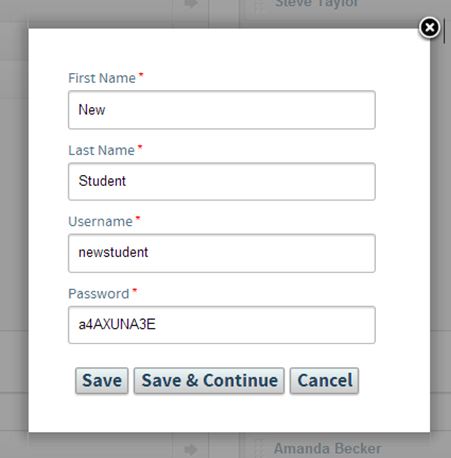 Steve Taylor
First Name *
New
Last Name *
Student
Username *
newstudent
Password *
a4AXUNA3E
Save Save & Continue Cancel
Amanda Becker